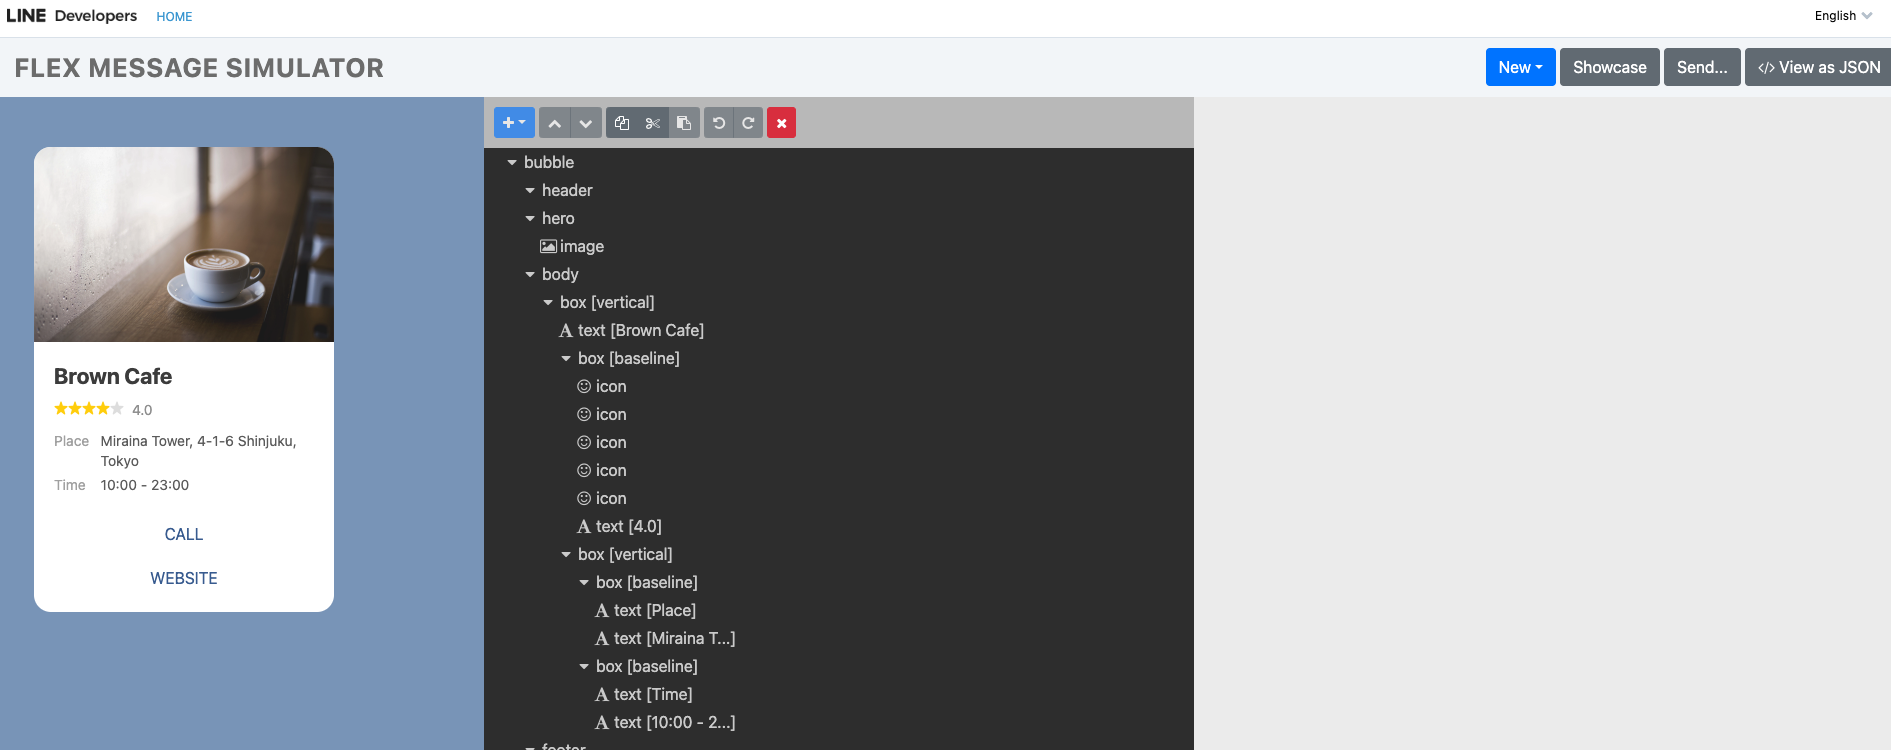 LINE Developers HOME English
FLEX MESSAGE SIMULATOR
New Showcase Send... </> View as JSON
Brown Cafe
4.0
Place Miraina Tower, 4-1-6 Shinjuku,
Tokyo
Time 10:00 - 23:00
CALL
WEBSITE
bubble
header
hero
image
body
box [vertical]
text [Brown Cafe]
box [baseline]
icon
icon
icon
icon
icon
text [4.0]
box [vertical]
box [baseline]
text [Place]
text [Miraina T...]
box [baseline]
text [Time]
text [10:00 - 2...]
footer